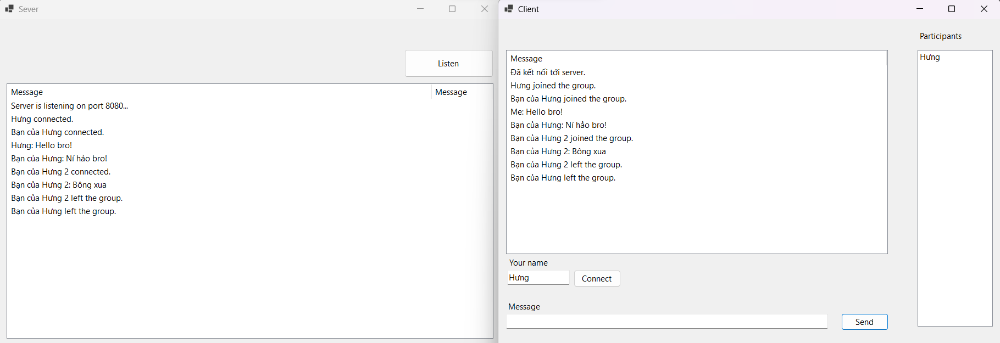 Sever
Listen
Message Message
Server is listening on port 8080...
Hưng connected.
Bạn của Hưng connected.
Hưng: Hello bro!
Bạn của Hưng: Ní hảo bro!
Bạn của Hưng 2 connected.
Bạn của Hưng 2: Bông xua
Bạn của Hưng 2 left the group.
Bạn của Hưng left the group.
Client
Participants
Hưng
Message
Đã kết nối tới server.
Hưng joined the group.
Bạn của Hưng joined the group.
Me: Hello bro!
Bạn của Hưng: Ní hảo bro!
Bạn của Hưng 2 joined the group.
Bạn của Hưng 2: Bông xua
Bạn của Hưng 2 left the group.
Bạn của Hưng left the group.
Your name
Hưng Connect
Message
Send